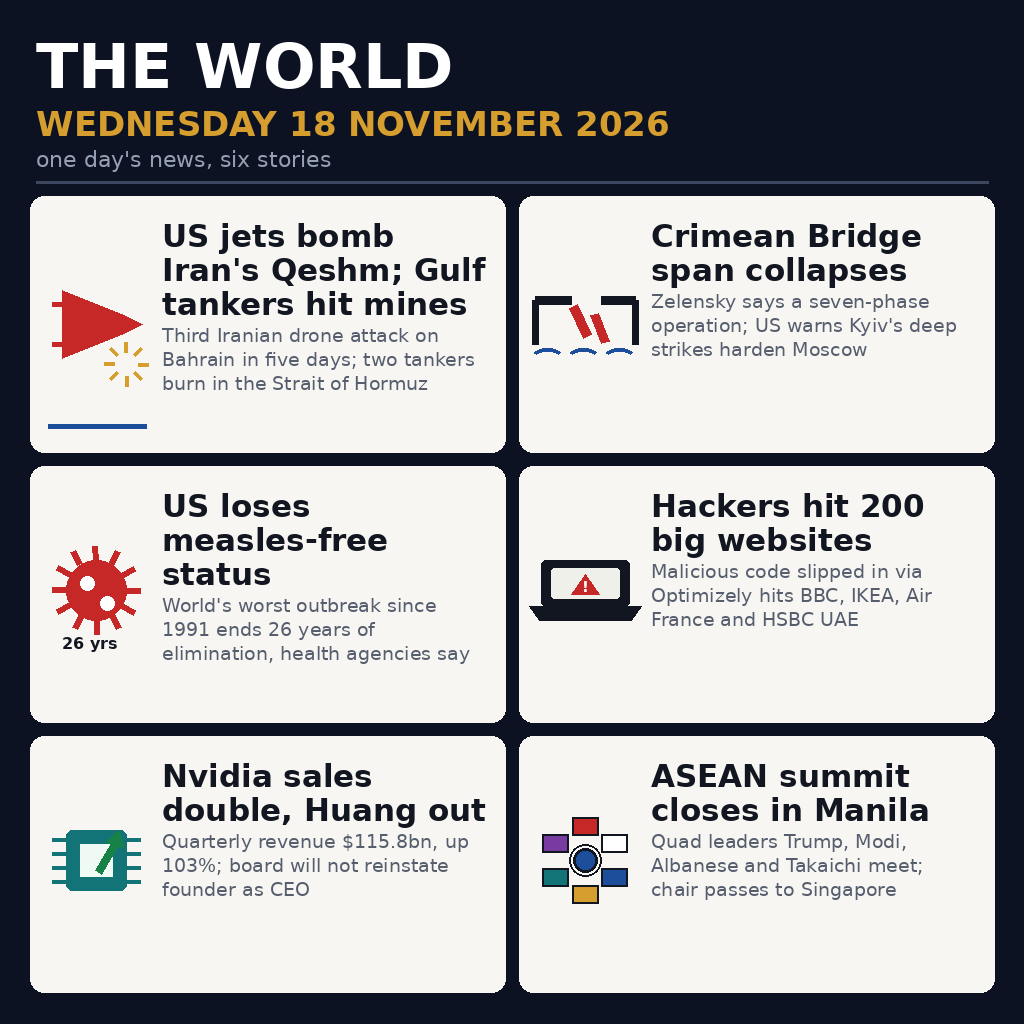 THE WORLD
WEDNESDAY 18 NOVEMBER 2026
one day's news, six stories
US jets bomb
Iran's Qeshm; Gulf
tankers hit mines
Third Iranian drone attack on
Bahrain in five days; two tankers
burn in the Strait of Hormuz
Crimean Bridge
span collapses
Zelensky says a seven-phase
operation; US warns Kyiv's deep
strikes harden Moscow
26 yrs
US loses
measles-free
status
World's worst outbreak since
1991 ends 26 years of
elimination, health agencies say
!
Hackers hit 200
big websites
Malicious code slipped in via
Optimizely hits BBC, IKEA, Air
France and HSBC UAE
Nvidia sales
double, Huang out
Quarterly revenue $115.8bn, up
103%; board will not reinstate
founder as CEO
ASEAN summit
closes in Manila
Quad leaders Trump, Modi,
Albanese and Takaichi meet;
chair passes to Singapore